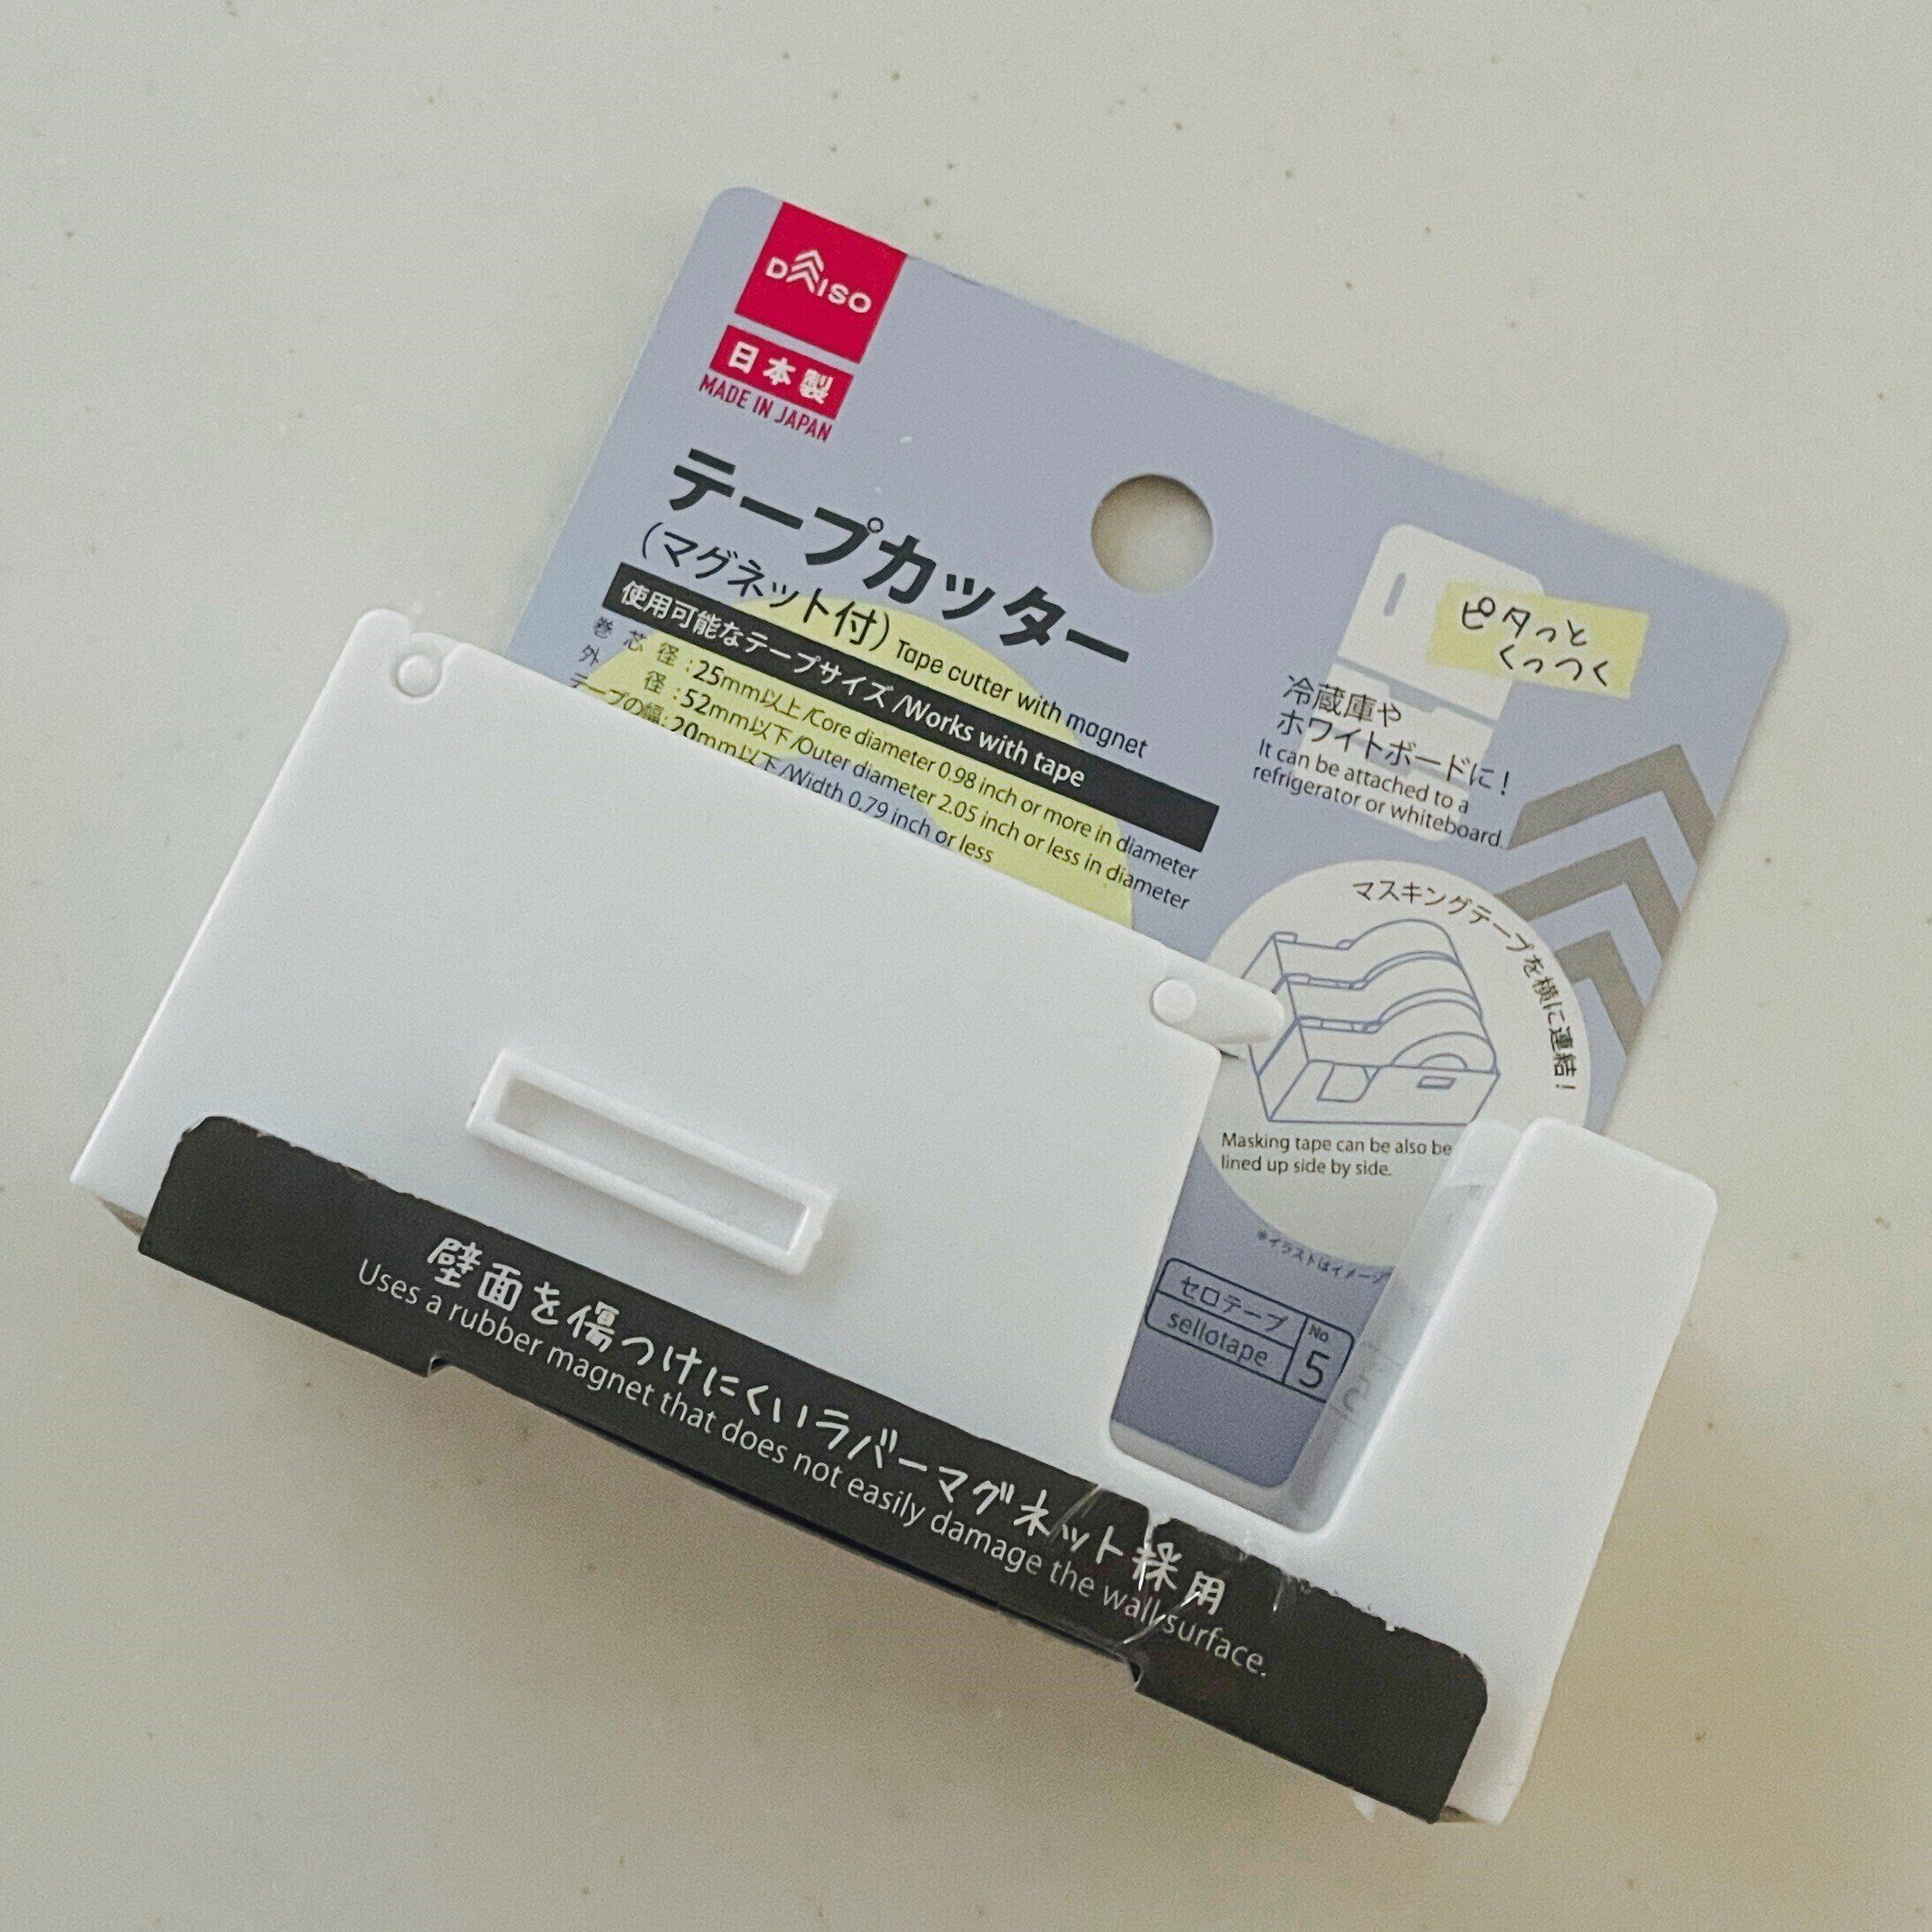 DAISO
日本製
MADE IN JAPAN
テープカッター
(マグネット付) Tape cutter with magnet
使用可能なテープサイズ/Works with tape
巻芯径:25mm以上/Core diameter 0.98 inch or more in diameter
外径:52mm以下/Outer diameter 2.05 inch or less in diameter
テープの幅:20mm以下/Width 0.79 inch or less
ピタっと
くっつく
冷蔵庫や
ホワイトボードに!
It can be attached to a
refrigerator or whiteboard.
マスキングテープを横に連結!
Masking tape can be also be
lined up side by side.
※イラストはイメージ
セロテープ
sellotape
No.
5
壁面を傷つけにくいラバーマグネット採用
Uses a rubber magnet that does not easily damage the wall surface.